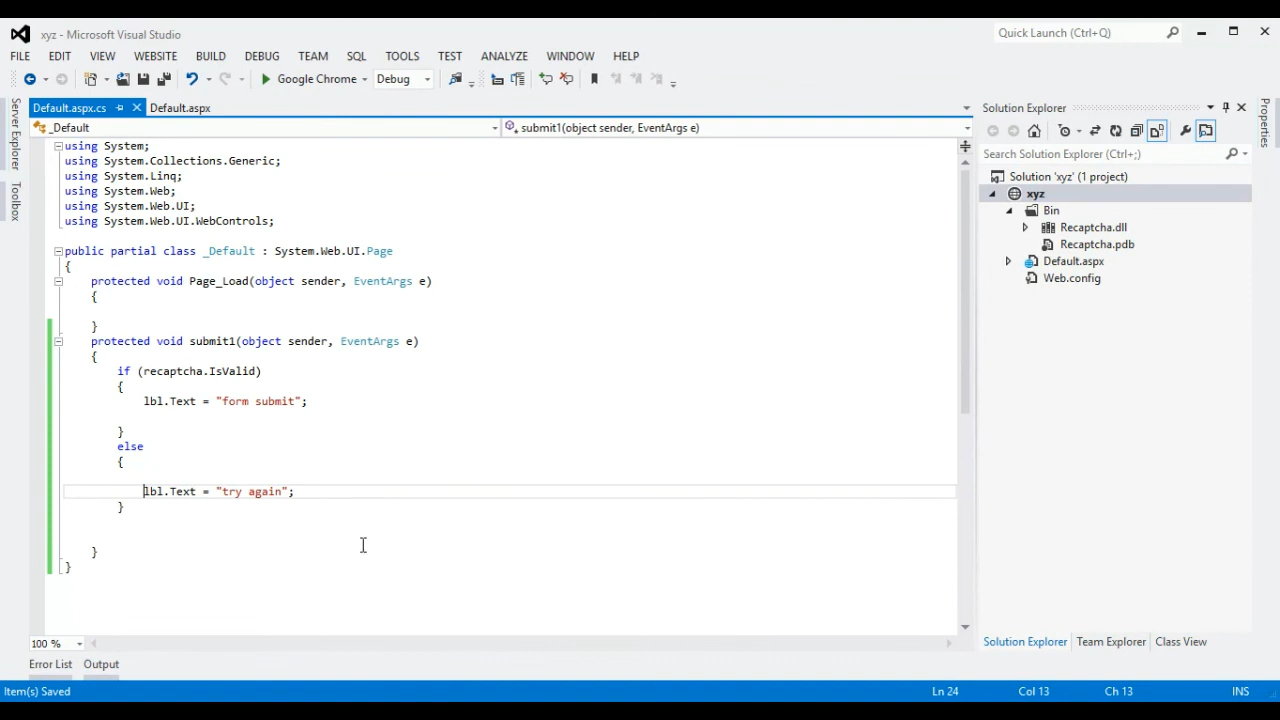 xyz - Microsoft Visual Studio
Quick Launch (Ctrl+Q)
FILE EDIT VIEW WEBSITE BUILD DEBUG TEAM SQL TOOLS TEST ANALYZE WINDOW HELP
Google Chrome Debug
Default.aspx.cs Default.aspx
_Default
submit1(object sender, EventArgs e)
Server Explorer
Toolbox
using System;
using System.Collections.Generic;
using System.Linq;
using System.Web;
using System.Web.UI;
using System.Web.UI.WebControls;
public partial class _Default : System.Web.UI.Page
{
protected void Page_Load(object sender, EventArgs e)
{
}
protected void submit1(object sender, EventArgs e)
{
if (recaptcha.IsValid)
{
lbl.Text = "form submit";
}
else
{
lbl.Text = "try again";
}
}
}
100 %
Solution Explorer
Search Solution Explorer (Ctrl+;)
Solution 'xyz' (1 project)
xyz
Bin
Recaptcha.dll
Recaptcha.pdb
Default.aspx
Web.config
Solution Explorer Team Explorer Class View
Properties
Error List Output
Item(s) Saved
Ln 24 Col 13 Ch 13 INS